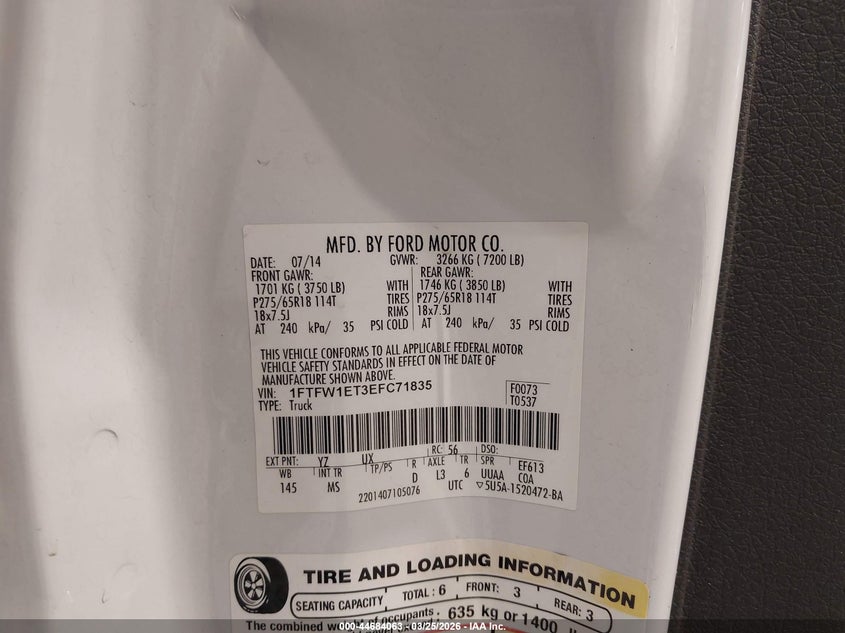 MFD. BY FORD MOTOR CO.
DATE: 07/14 GVWR: 3266 KG ( 7200 LB)
FRONT GAWR: REAR GAWR:
1701 KG ( 3750 LB) WITH 1746 KG ( 3850 LB) WITH
P275/65R18 114T TIRES P275/65R18 114T TIRES
18x7.5J RIMS 18x7.5J RIMS
AT 240 kPa/ 35 PSI COLD AT 240 kPa/ 35 PSI COLD
THIS VEHICLE CONFORMS TO ALL APPLICABLE FEDERAL MOTOR
VEHICLE SAFETY STANDARDS IN EFFECT ON THE DATE OF
MANUFACTURE SHOWN ABOVE.
VIN: 1FTFW1ET3EFC71835 F0073
TYPE: Truck T0537
EXT PNT: YZ UX RC: 56 DSO:
WB INT TR TP/PS R AXLE TR SPR EF613
145 MS D L3 6 UUAA COA
2201407105076 UTC ▽5U5A-1520472-BA
TIRE AND LOADING INFORMATION
SEATING CAPACITY TOTAL : 6 FRONT: 3 REAR: 3
The combined occupants 635 kg or 1400
000-44684063 - 03/25/2026 - IAA Inc.